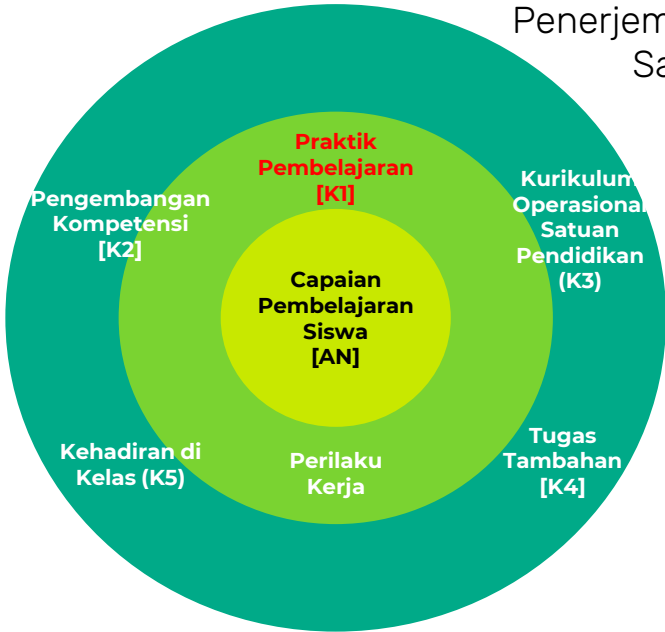 Penerjem
Sa
Praktik
Pembelajaran
[K1]
Pengembangan
Kompetensi
[K2]
Kurikulum
Operasional
Satuan
Pendidikan
(K3)
Capaian
Pembelajaran
Siswa
[AN]
Kehadiran di
Kelas (K5)
Perilaku
Kerja
Tugas
Tambahan
[K4]